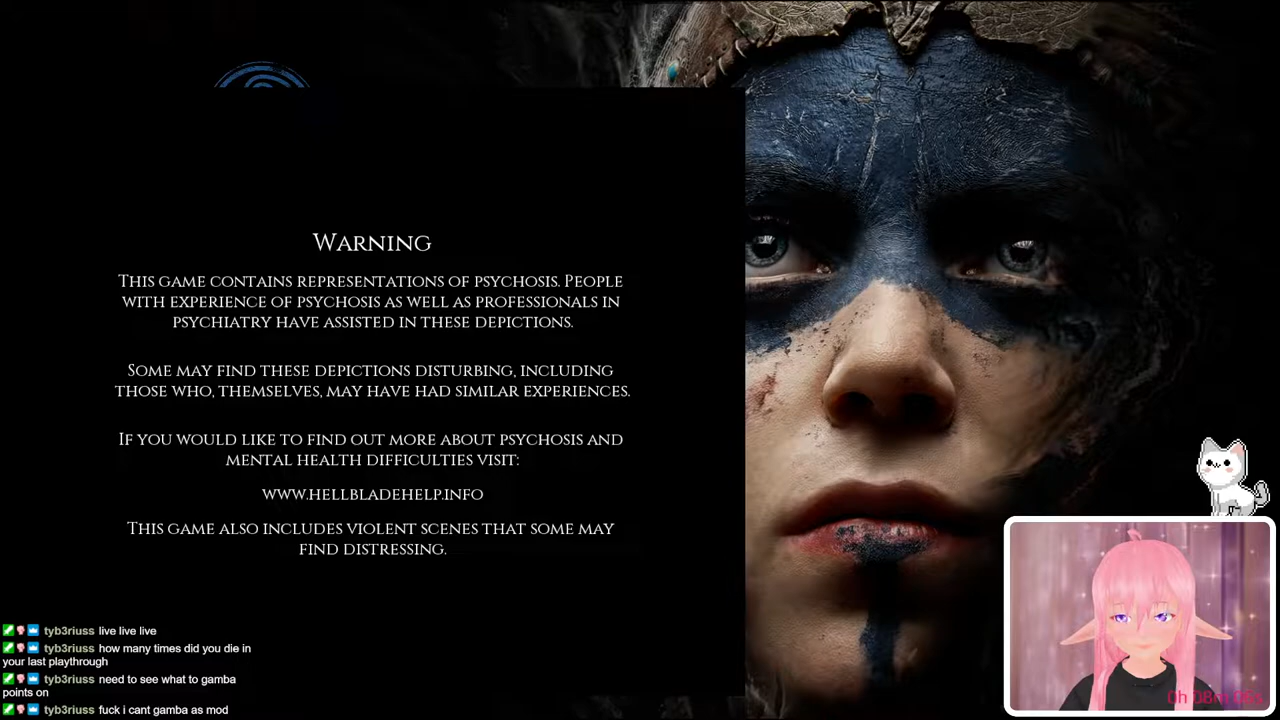 Warning
This game contains representations of psychosis. People
with experience of psychosis as well as professionals in
psychiatry have assisted in these depictions.
Some may find these depictions disturbing, including
those who, themselves, may have had similar experiences.
If you would like to find out more about psychosis and
mental health difficulties visit:
www.hellbladehelp.info
This game also includes violent scenes that some may
find distressing.
tyb3riuss live live live
tyb3riuss how many times did you die in
your last playthrough
tyb3riuss need to see what to gamba
points on
tyb3riuss fuck i cant gamba as mod